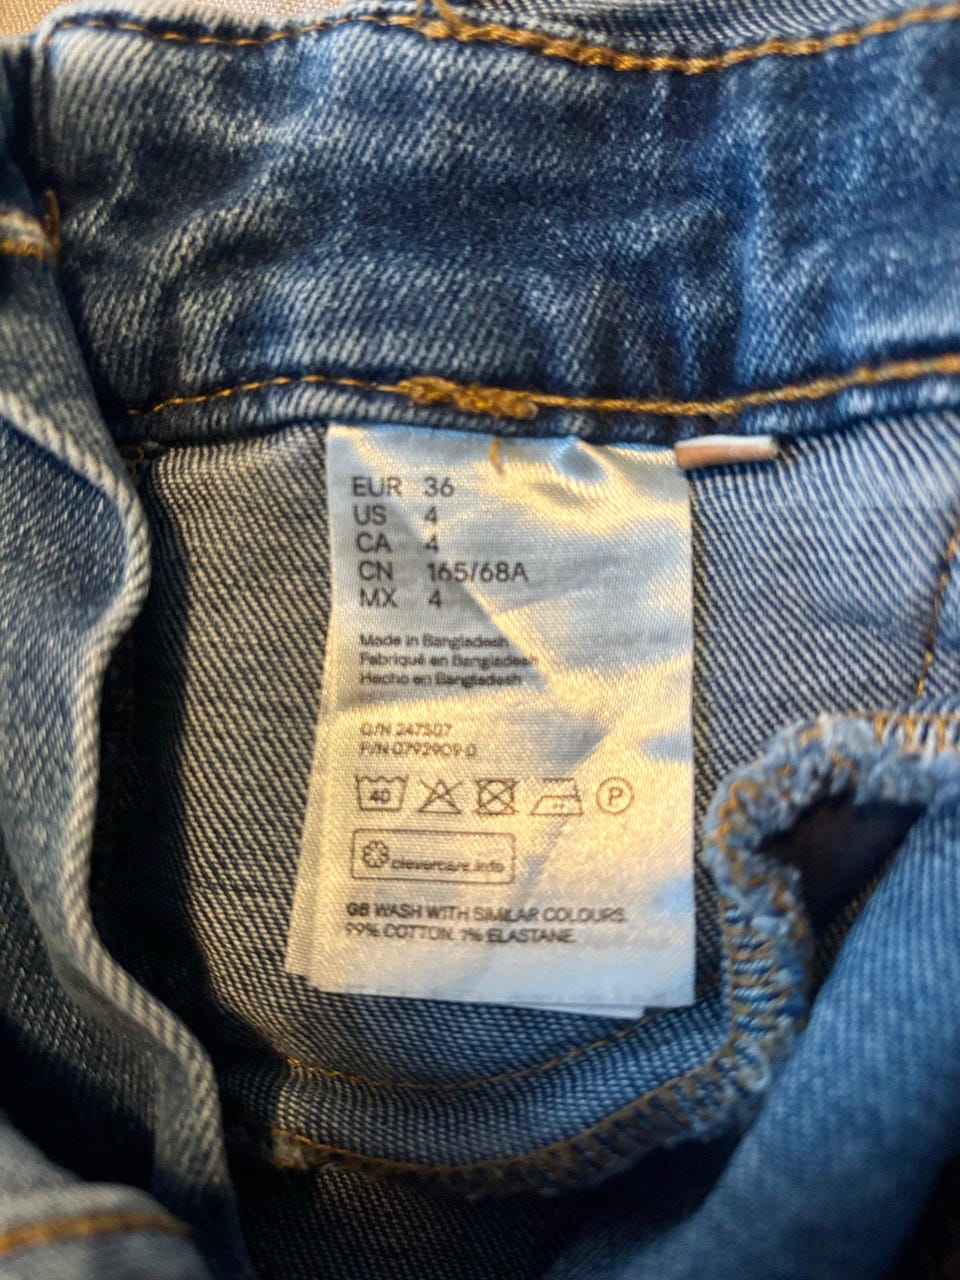 EUR 36
US 4
CA 4
CN 165/68A
MX 4
Made in Bangladesh
Fabriqué en Bangladesh
Hecho en Bangladesh
O/N 247507
P/N 0792909-0
40 P
clevercare.info
GB WASH WITH SIMILAR COLOURS.
99% COTTON. 1% ELASTANE.